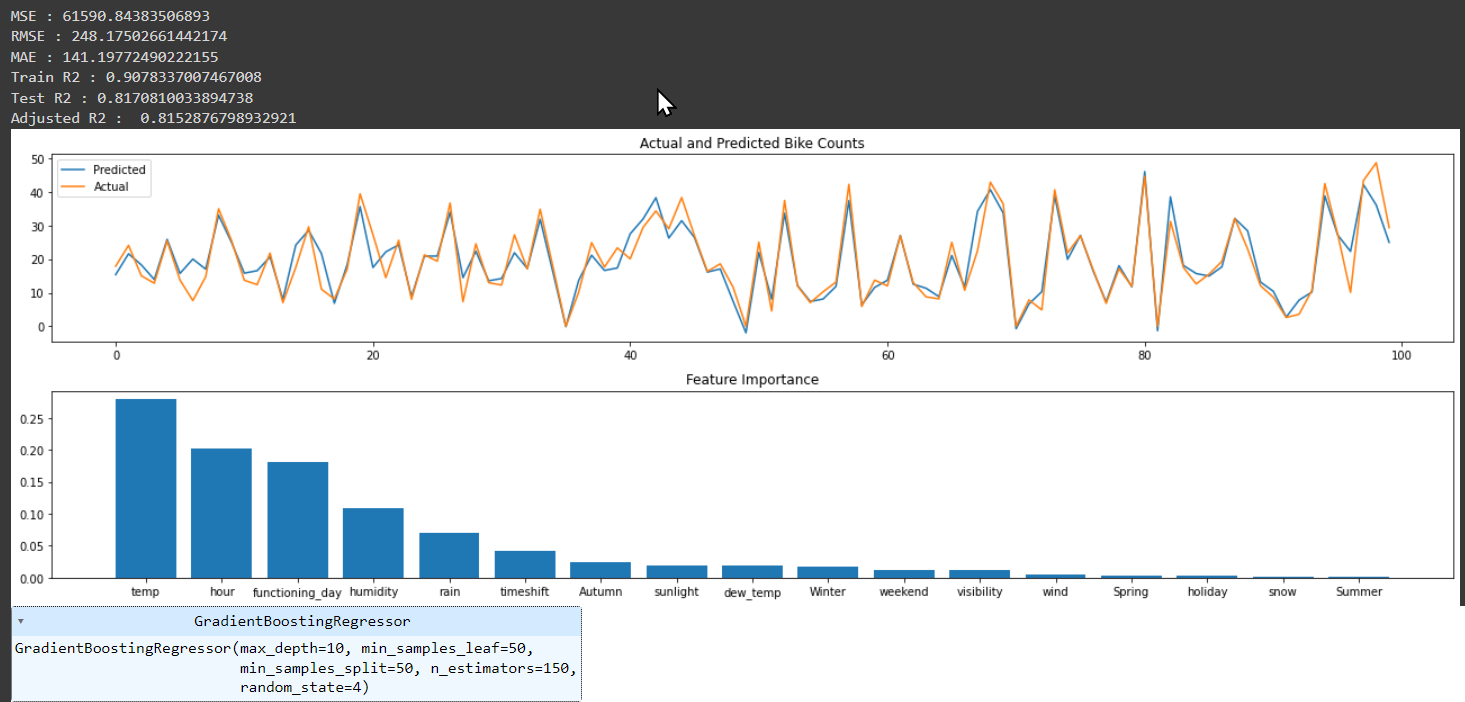 MSE : 61590.84383506893
RMSE : 248.17502661442174
MAE : 141.19772490222155
Train R2 : 0.9078337007467008
Test R2 : 0.8170810033894738
Adjusted R2 :  0.8152876798932921
Actual and Predicted Bike Counts
Predicted
Actual
50
40
30
20
10
0
0 20 40 60 80 100
Feature Importance
0.25
0.20
0.15
0.10
0.05
0.00
temp hour functioning_day humidity rain timeshift Autumn sunlight dew_temp Winter weekend visibility wind Spring holiday snow Summer
GradientBoostingRegressor
GradientBoostingRegressor(max_depth=10, min_samples_leaf=50,
min_samples_split=50, n_estimators=150,
random_state=4)